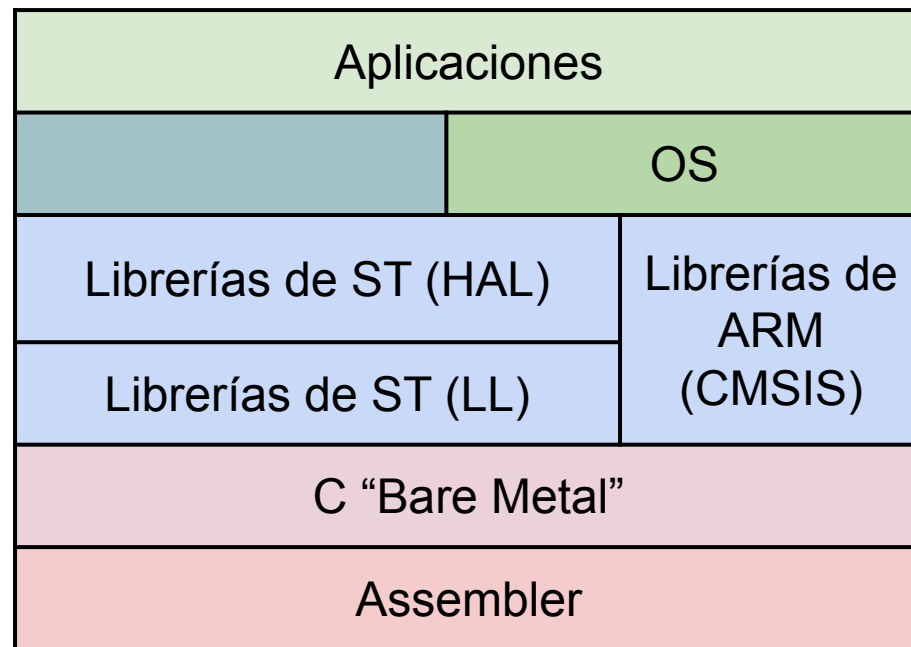 Aplicaciones
OS
Librerías de ST (HAL)
Librerías de ST (LL)
Librerías de
ARM
(CMSIS)
C “Bare Metal”
Assembler